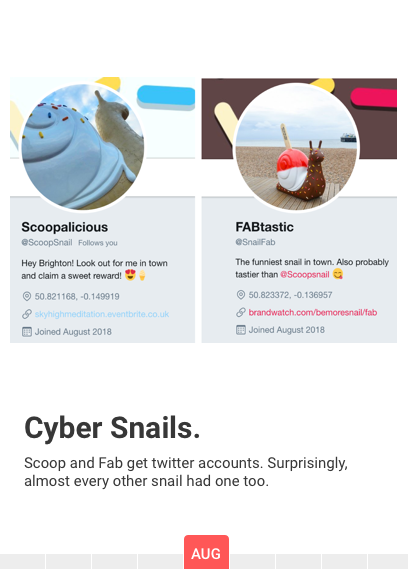 Scoopalicious
@ScoopSnail Follows you
Hey Brighton! Look out for me in town
and claim a sweet reward! 😍🍦
50.821168, -0.149919
skyhighmeditation.eventbrite.co.uk
Joined August 2018
FABtastic
@SnailFab
The funniest snail in town. Also probably
tastier than @Scoopsnail 😋
50.823372, -0.136957
brandwatch.com/bemoresnail/fab
Joined August 2018
Cyber Snails.
Scoop and Fab get twitter accounts. Surprisingly,
almost every other snail had one too.
AUG